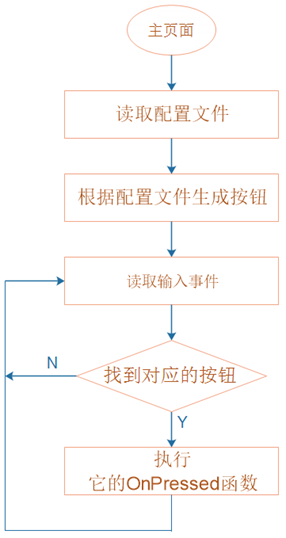 主页面
读取配置文件
根据配置文件生成按钮
读取输入事件
找到对应的按钮
N
Y
执行
它的OnPressed函数